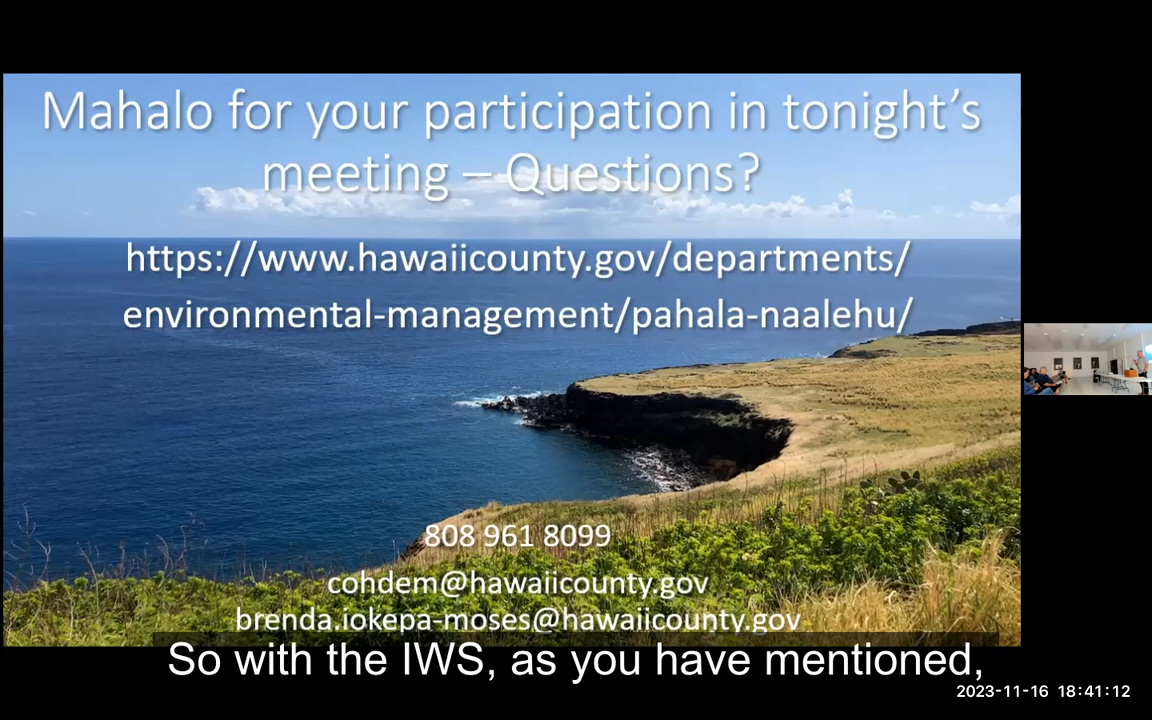 Mahalo for your participation in tonight's
meeting – Questions?
https://www.hawaiicounty.gov/departments/
environmental-management/pahala-naalehu/
808 961 8099
cohdem@hawaiicounty.gov
brenda.iokepa-moses@hawaiicounty.gov
So with the IWS, as you have mentioned,
2023-11-16 18:41:12